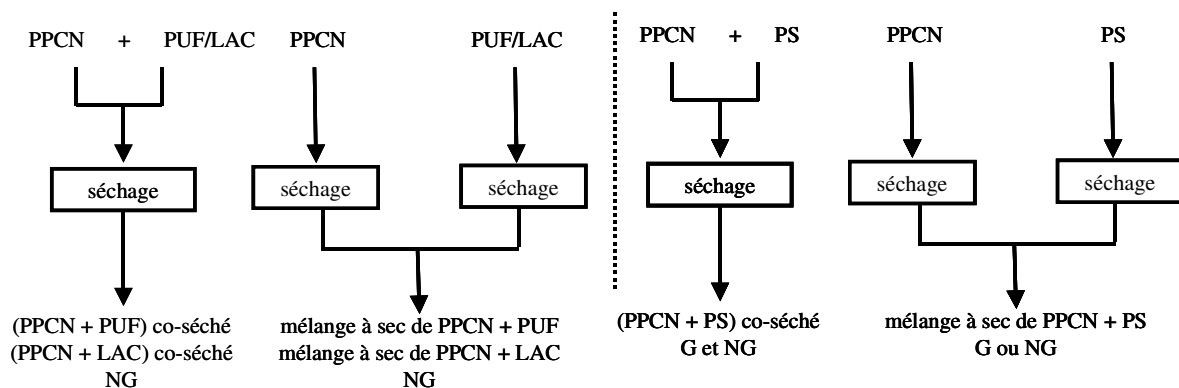 PPCN + PUF/LAC PPCN PUF/LAC PPCN + PS PPCN PS
séchage séchage séchage séchage séchage séchage
(PPCN + PUF) co-séché
(PPCN + LAC) co-séché
NG
mélange à sec de PPCN + PUF
mélange à sec de PPCN + LAC
NG
(PPCN + PS) co-séché
G et NG
mélange à sec de PPCN + PS
G ou NG